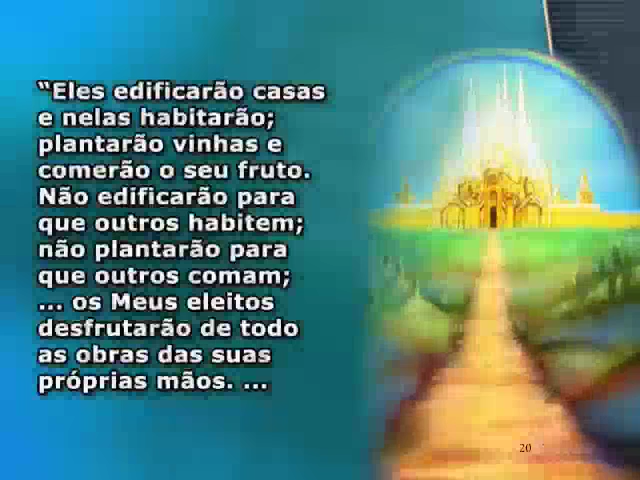 “Eles edificarão casas
e nelas habitarão;
plantarão vinhas e
comerão o seu fruto.
Não edificarão para
que outros habitem;
não plantarão para
que outros comam;
... os Meus eleitos
desfrutarão de todo
as obras das suas
próprias mãos. ...
20